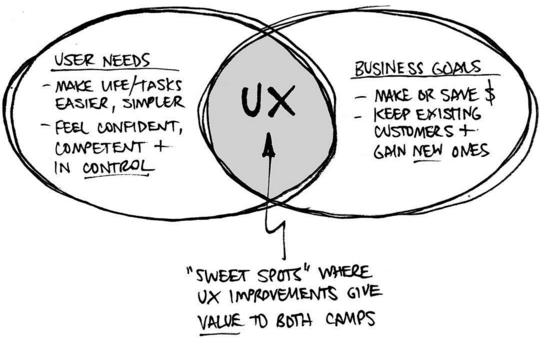 USER NEEDS
- MAKE LIFE/TASKS
EASIER, SIMPLER
- FEEL CONFIDENT,
COMPETENT +
IN CONTROL
UX
BUSINESS GOALS
- MAKE OR SAVE $
- KEEP EXISTING
CUSTOMERS +
GAIN NEW ONES
"SWEET SPOTS" WHERE
UX IMPROVEMENTS GIVE
VALUE TO BOTH CAMPS